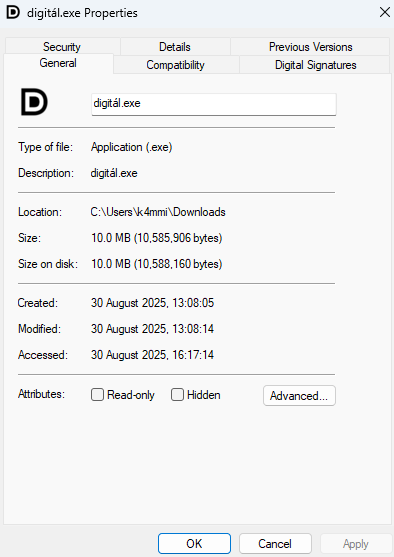 digitál.exe Properties
Security Details Previous Versions
General Compatibility Digital Signatures
D digitál.exe
Type of file: Application (.exe)
Description: digitál.exe
Location: C:\Users\k4mmi\Downloads
Size: 10.0 MB (10,585,906 bytes)
Size on disk: 10.0 MB (10,588,160 bytes)
Created: 30 August 2025, 13:08:05
Modified: 30 August 2025, 13:08:14
Accessed: 30 August 2025, 16:17:14
Attributes: Read-only Hidden Advanced...
OK Cancel Apply